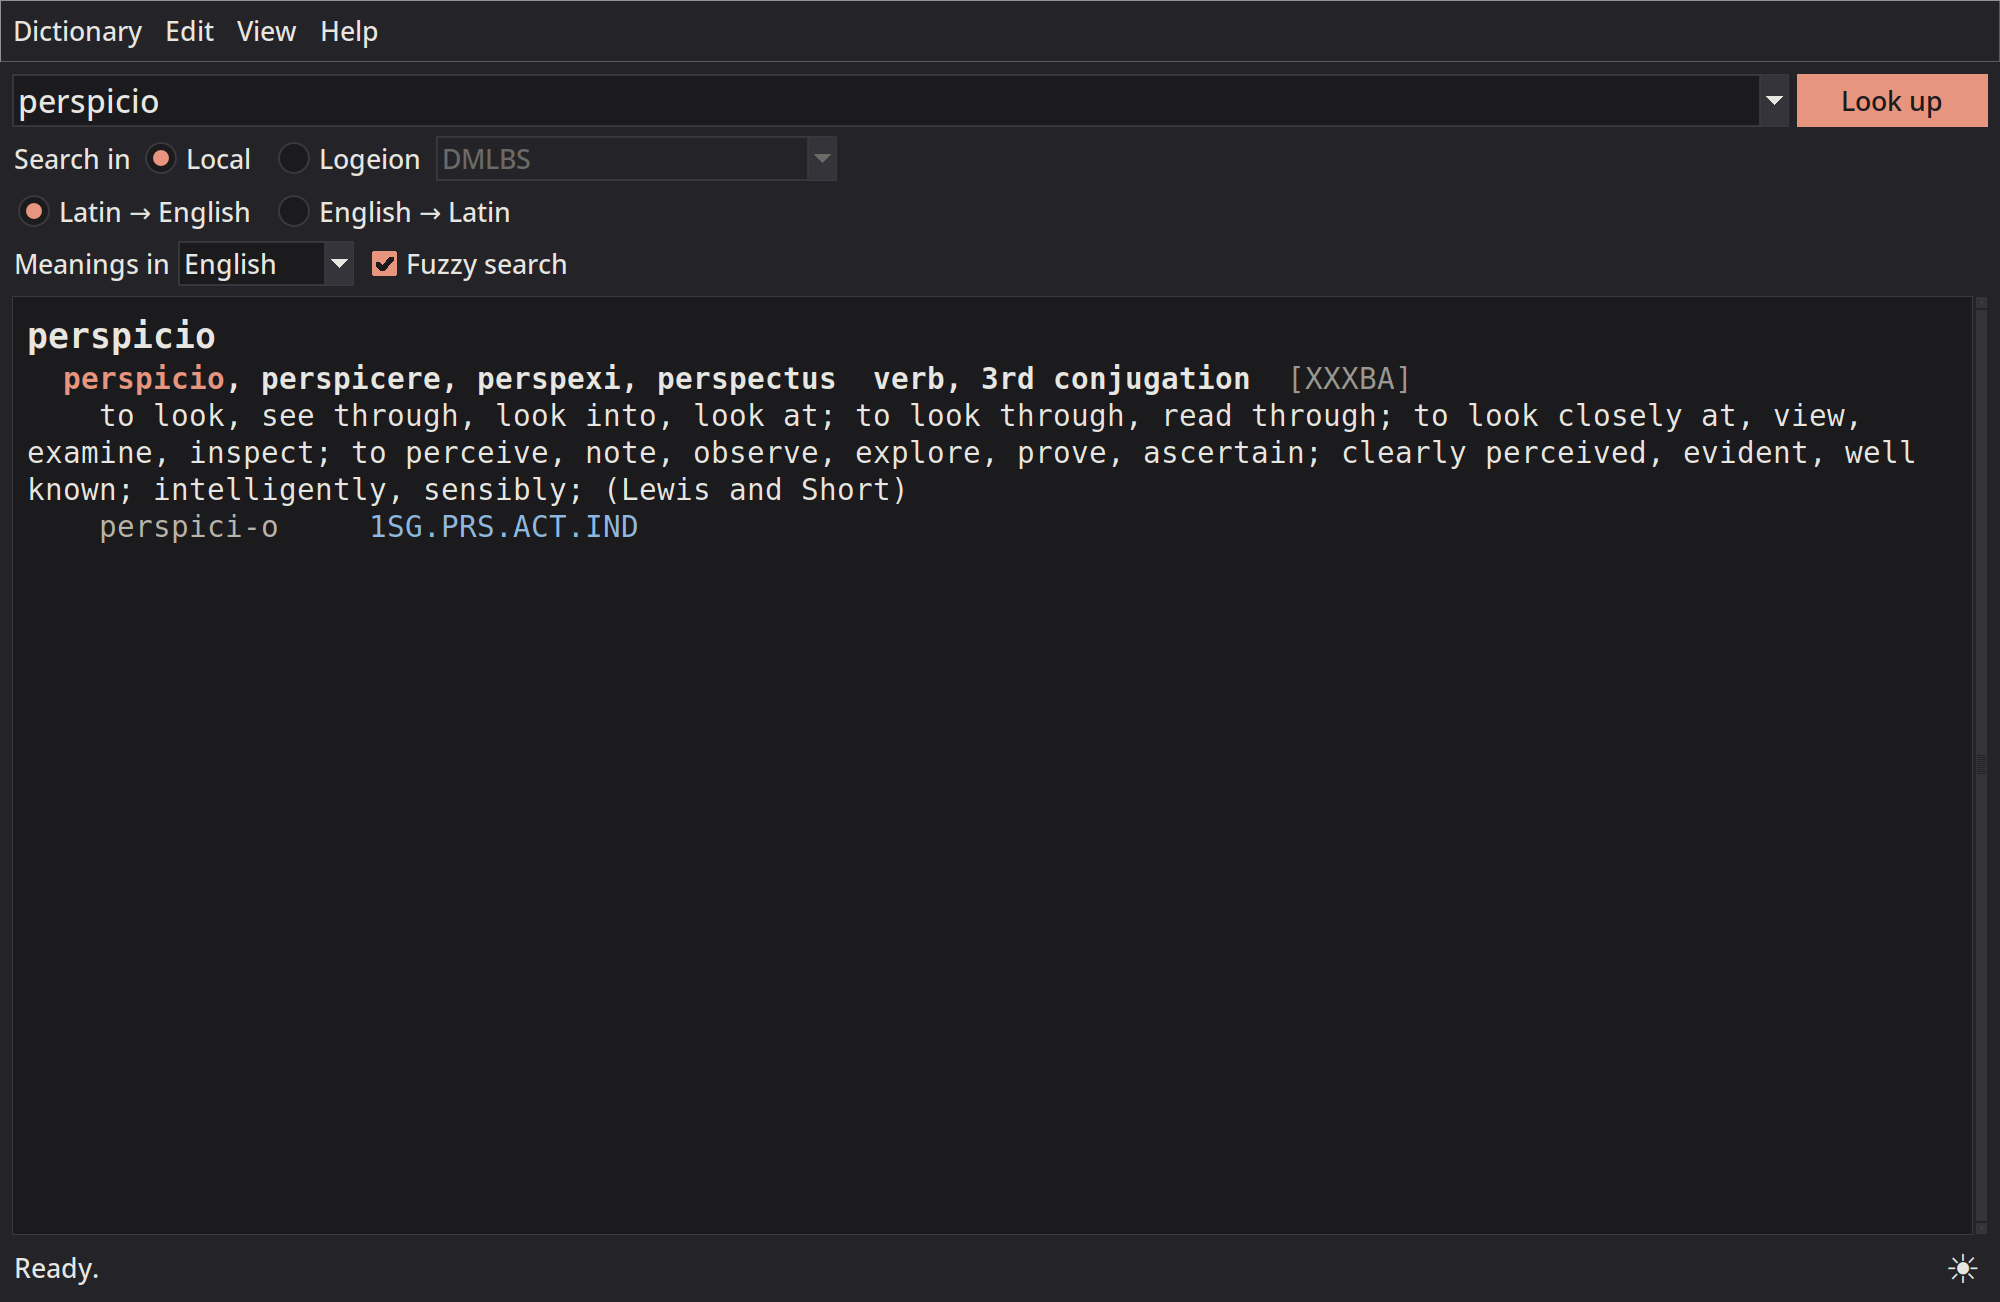 Dictionary Edit View Help
perspicio Look up
Search in Local Logeion DMLBS
Latin → English English → Latin
Meanings in English Fuzzy search
perspicio
perspicio, perspicere, perspexi, perspectus verb, 3rd conjugation [XXXBA]
to look, see through, look into, look at; to look through, read through; to look closely at, view,
examine, inspect; to perceive, note, observe, explore, prove, ascertain; clearly perceived, evident, well
known; intelligently, sensibly; (Lewis and Short)
perspici-o 1SG.PRS.ACT.IND
Ready.